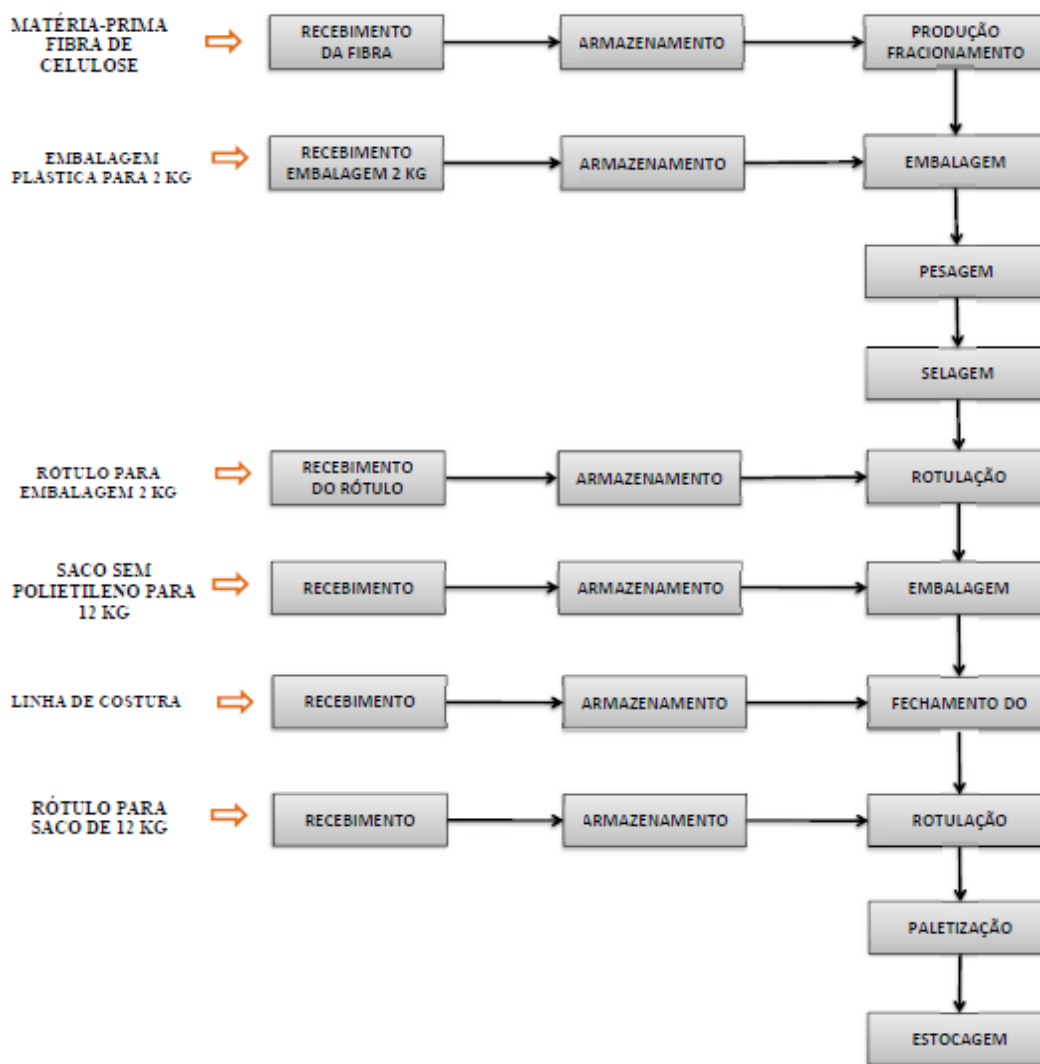 MATÉRIA-PRIMA
FIBRA DE
CELULOSE
RECEBIMENTO
DA FIBRA
ARMAZENAMENTO
PRODUÇÃO
FRACIONAMENTO
EMBALAGEM
PLÁSTICA PARA 2 KG
RECEBIMENTO
EMBALAGEM 2 KG
ARMAZENAMENTO
EMBALAGEM
PESAGEM
SELAGEM
RÓTULO PARA
EMBALAGEM 2 KG
RECEBIMENTO
DO RÓTULO
ARMAZENAMENTO
ROTULAÇÃO
SACO SEM
POLIETILENO PARA
12 KG
RECEBIMENTO
ARMAZENAMENTO
EMBALAGEM
LINHA DE COSTURA
RECEBIMENTO
ARMAZENAMENTO
FECHAMENTO DO
RÓTULO PARA
SACO DE 12 KG
RECEBIMENTO
ARMAZENAMENTO
ROTULAÇÃO
PALETIZAÇÃO
ESTOCAGEM